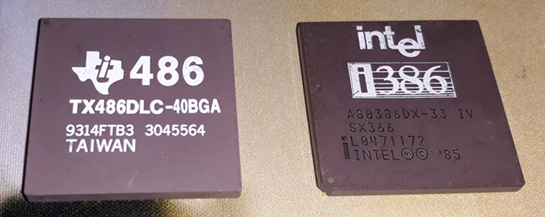 486
TX486DLC-40BGA
9314FTB3 3045564
TAIWAN
intel
i386
A80386DX-33 IV
SX366
L0471172
INTEL Ⓜ Ⓒ '85